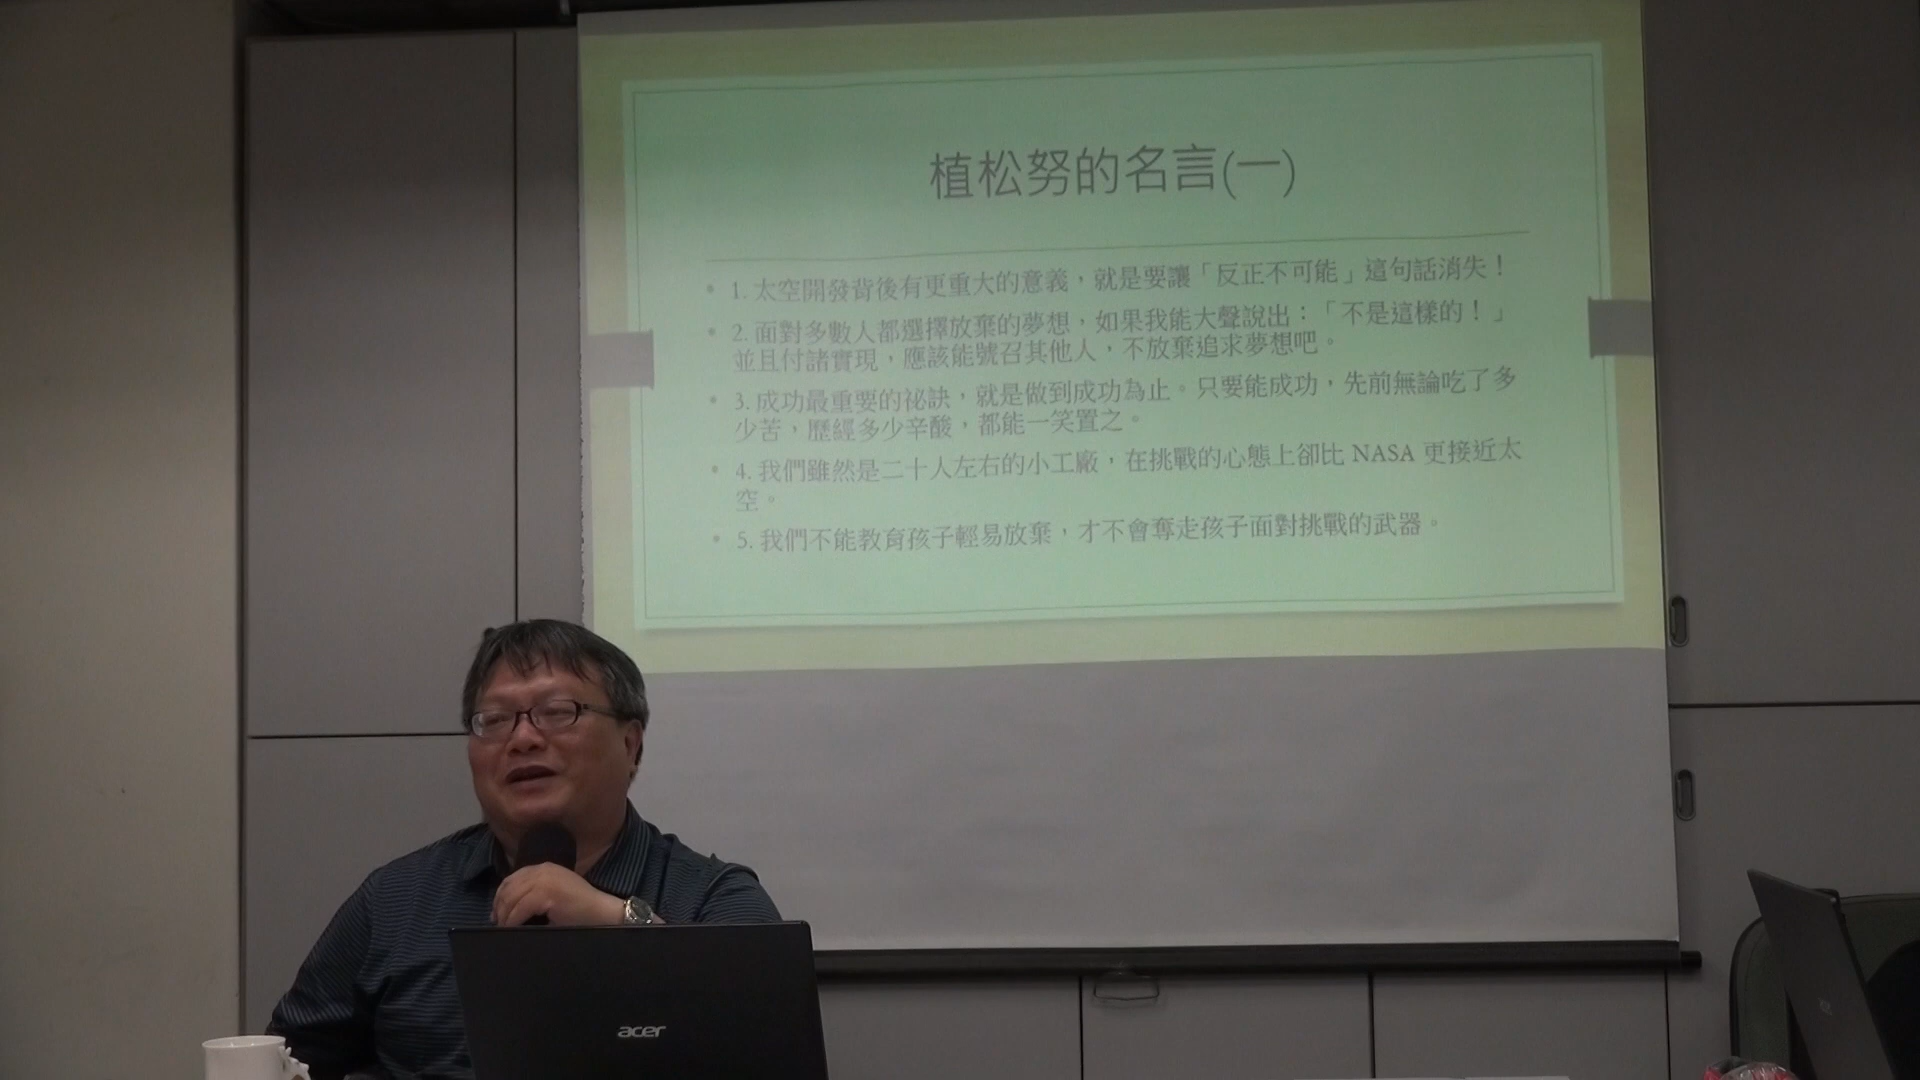 植松努的名言(一)
1. 太空開發背後有更重大的意義，就是要讓「反正不可能」這句話消失！
2. 面對多數人都選擇放棄的夢想，如果我能大聲說出：「不是這樣的！」
並且付諸實現，應該能號召其他人，不放棄追求夢想吧。
3. 成功最重要的祕訣，就是做到成功為止。只要能成功，先前無論吃了多
少苦，歷經多少辛酸，都能一笑置之。
4. 我們雖然是二十人左右的小工廠，在挑戰的心態上卻比 NASA 更接近太
空。
5. 我們不能教育孩子輕易放棄，才不會奪走孩子面對挑戰的武器。
acer